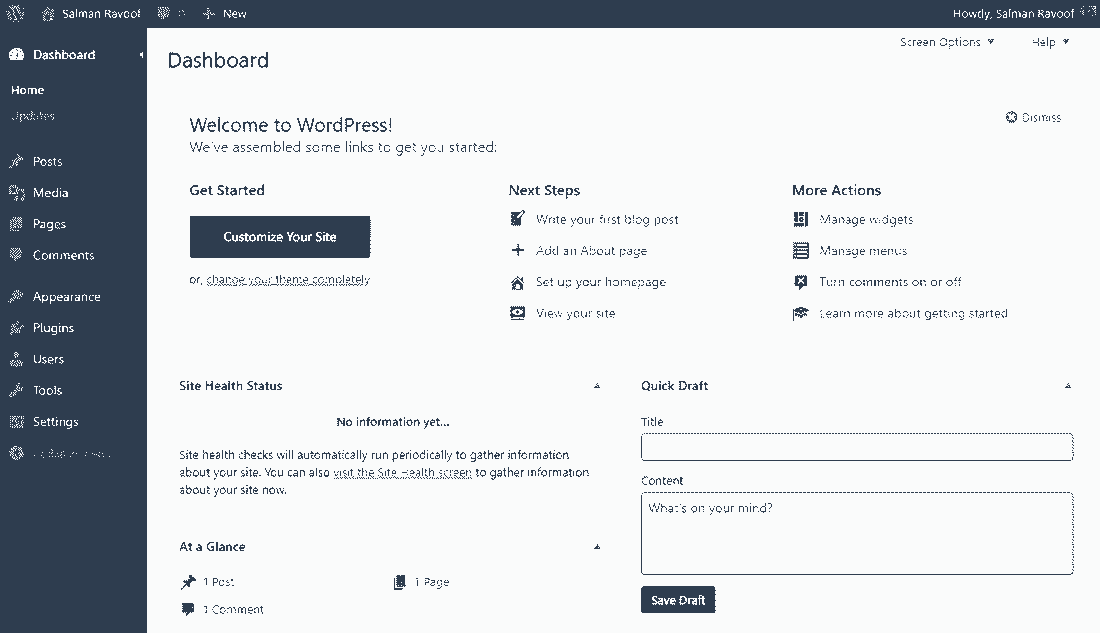 Salman Ravoof
0
New
Howdy, Salman Ravoof
Screen Options
Help
Dashboard
Home
Updates
Posts
Media
Pages
Comments
Appearance
Plugins
Users
Tools
Settings
Dashboard
Welcome to WordPress!
We've assembled some links to get you started:
Dismiss
Get Started
Customize Your Site
or, change your theme completely
Next Steps
Write your first blog post
Add an About page
Set up your homepage
View your site
More Actions
Manage widgets
Manage menus
Turn comments on or off
Learn more about getting started
Site Health Status
No information yet...
Site health checks will automatically run periodically to gather information
about your site. You can also visit the Site Health screen to gather information
about your site now.
At a Glance
1 Post
1 Page
1 Comment
Quick Draft
Title
Content
What's on your mind?
Save Draft